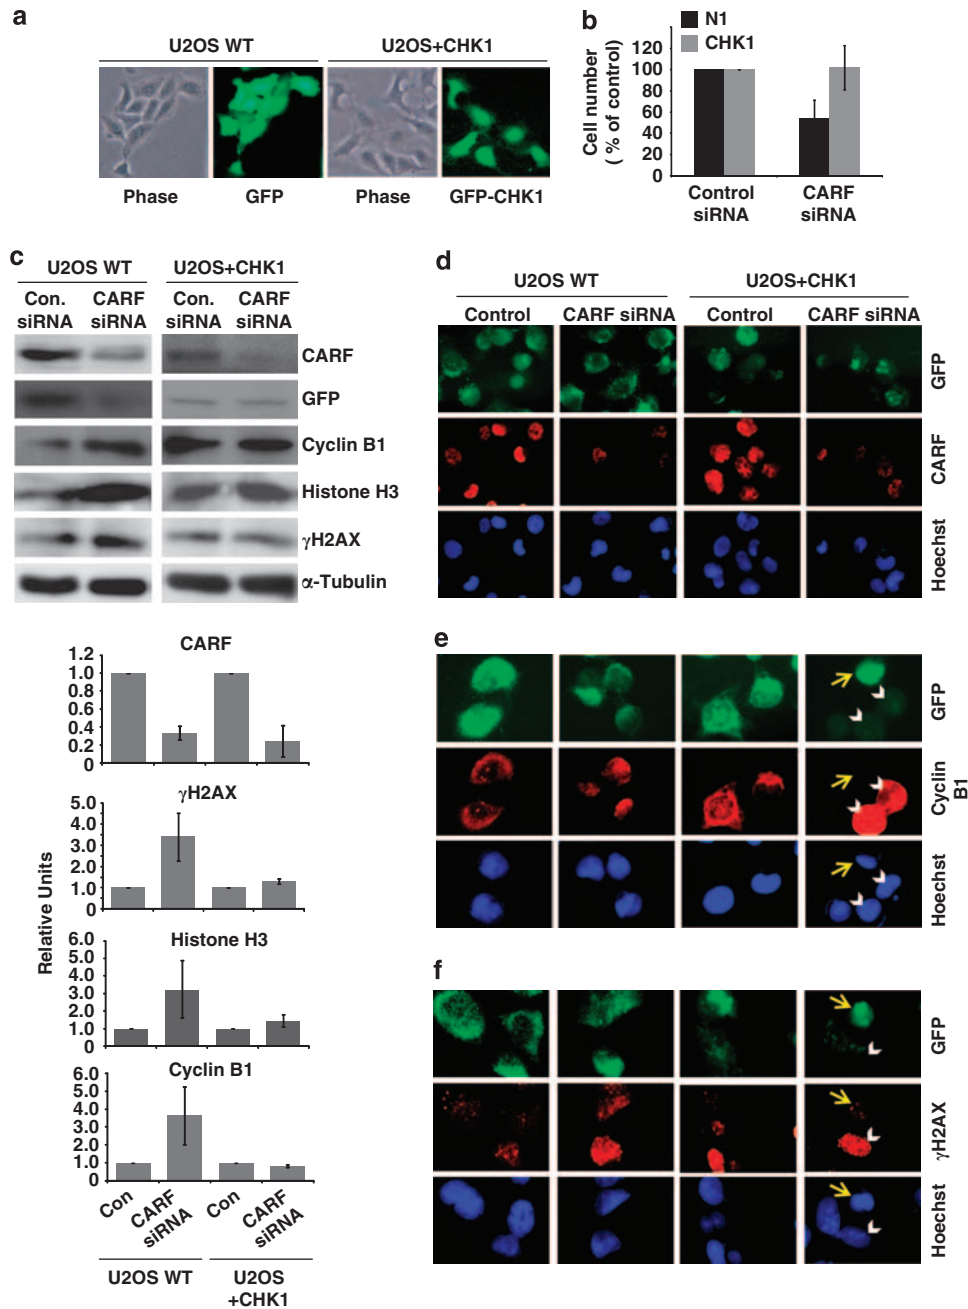 a
U2OS WT
U2OS+CHK1
Phase
GFP
Phase
GFP-CHK1
b
N1
CHK1
Cell number
( % of control)
120
100
80
60
40
20
0
Control
siRNA
CARF
siRNA
c
U2OS WT
U2OS+CHK1
Con.
siRNA
CARF
siRNA
Con.
siRNA
CARF
siRNA
CARF
GFP
Cyclin B1
Histone H3
γH2AX
α-Tubulin
Relative Units
CARF
1.2
1.0
0.8
0.6
0.4
0.2
0
γH2AX
5.0
4.0
3.0
2.0
1.0
0
Histone H3
6.0
5.0
4.0
3.0
2.0
1.0
0
Cyclin B1
6.0
5.0
4.0
3.0
2.0
1.0
0
Con
CARF
siRNA
Con
CARF
siRNA
U2OS WT
U2OS
+CHK1
d
U2OS WT
U2OS+CHK1
Control
CARF siRNA
Control
CARF siRNA
GFP
CARF
Hoechst
e
GFP
Cyclin
B1
Hoechst
f
GFP
γH2AX
Hoechst